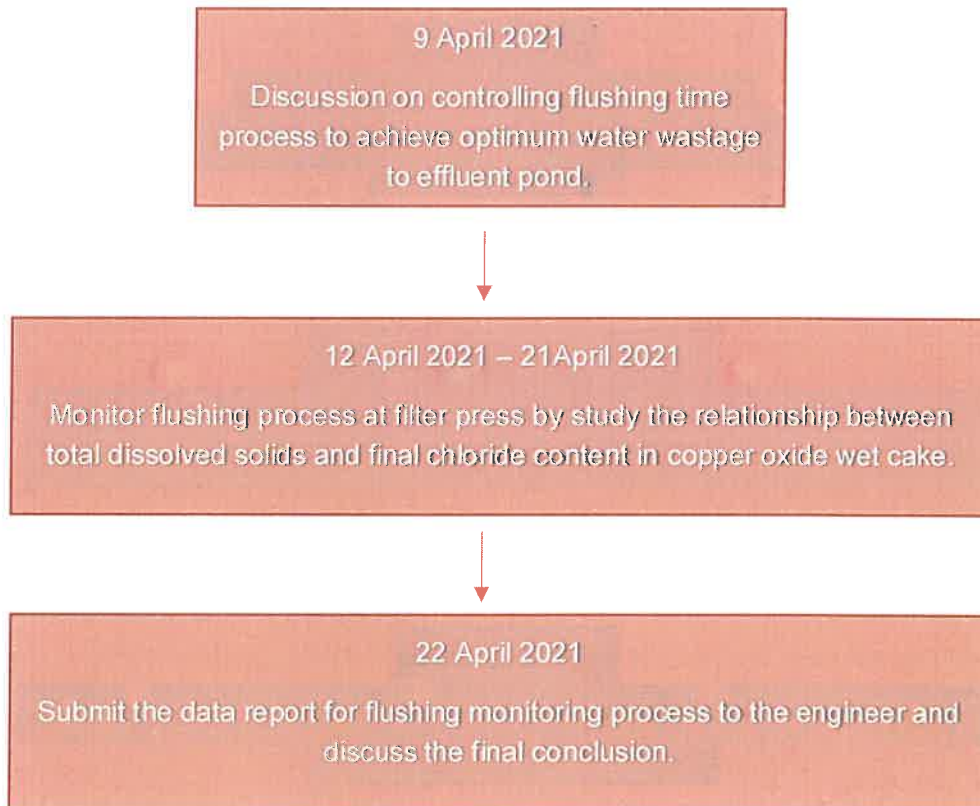 9 April 2021
Discussion on controlling flushing time
process to achieve optimum water wastage
to effluent pond.
12 April 2021 – 21April 2021
Monitor flushing process at filter press by study the relationship between
total dissolved solids and final chloride content in copper oxide wet cake.
22 April 2021
Submit the data report for flushing monitoring process to the engineer and
discuss the final conclusion.